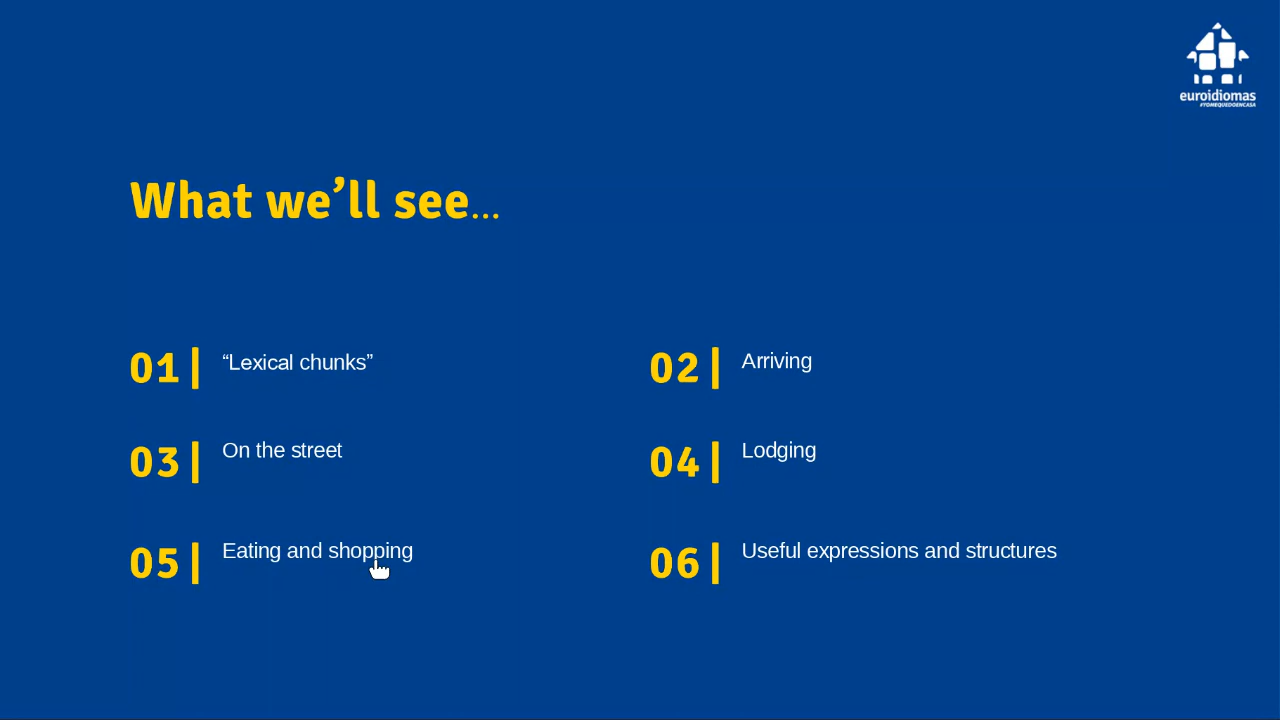 euroidiomas
#YOMEQUEDOENCASA
What we’ll see...
01 “Lexical chunks”
02 Arriving
03 On the street
04 Lodging
05 Eating and shopping
06 Useful expressions and structures